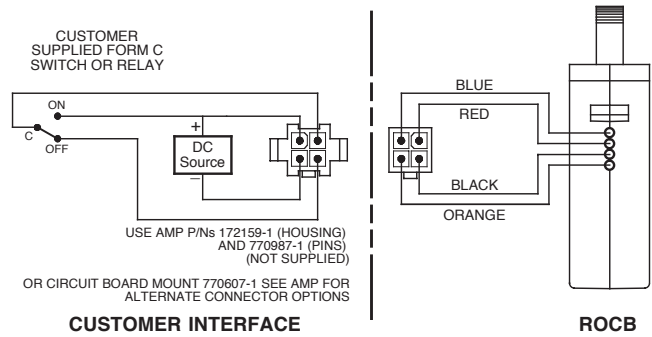 CUSTOMER
SUPPLIED FORM C
SWITCH OR RELAY
ON
C
OFF
+
DC
Source
–
USE AMP P/Ns 172159-1 (HOUSING)
AND 770987-1 (PINS)
(NOT SUPPLIED)
OR CIRCUIT BOARD MOUNT 770607-1 SEE AMP FOR
ALTERNATE CONNECTOR OPTIONS
CUSTOMER INTERFACE
BLUE
RED
BLACK
ORANGE
ROCB